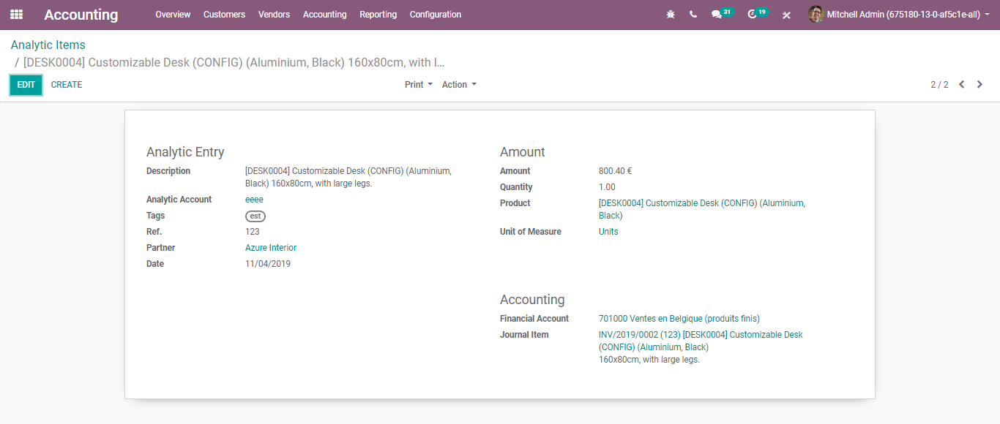 Accounting
Overview
Customers
Vendors
Accounting
Reporting
Configuration
31
19
Mitchell Admin (675180-13-0-af5c1e-all)
Analytic Items
/ [DESK0004] Customizable Desk (CONFIG) (Aluminium, Black) 160x80cm, with l...
EDIT
CREATE
Print
Action
2 / 2
Analytic Entry
Description
[DESK0004] Customizable Desk (CONFIG) (Aluminium,
Black) 160x80cm, with large legs.
Analytic Account
eeee
Tags
est
Ref.
123
Partner
Azure Interior
Date
11/04/2019
Amount
Amount
800.40 €
Quantity
1.00
Product
[DESK0004] Customizable Desk (CONFIG) (Aluminium,
Black)
Unit of Measure
Units
Accounting
Financial Account
701000 Ventes en Belgique (produits finis)
Journal Item
INV/2019/0002 (123) [DESK0004] Customizable Desk
(CONFIG) (Aluminium, Black)
160x80cm, with large legs.